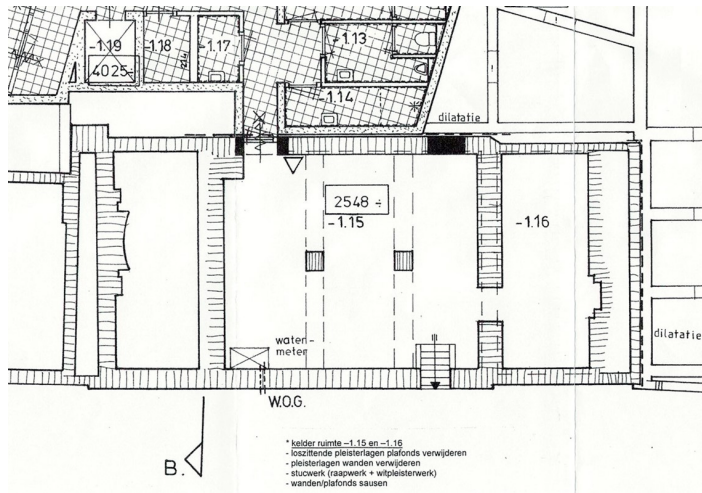 -1.19
-1.18
-1.17
-1.13
4025-
-1.14
dilatatie
2548 ÷
-1.15
-1.16
water-
meter
dilatatie
W.O.G.
B.
* kelder ruimte –1.15 en –1.16
- loszittende pleisterlagen plafonds verwijderen
- pleisterlagen wanden verwijderen
- stucwerk (raapwerk + witpleisterwerk)
- wanden/plafonds sausen